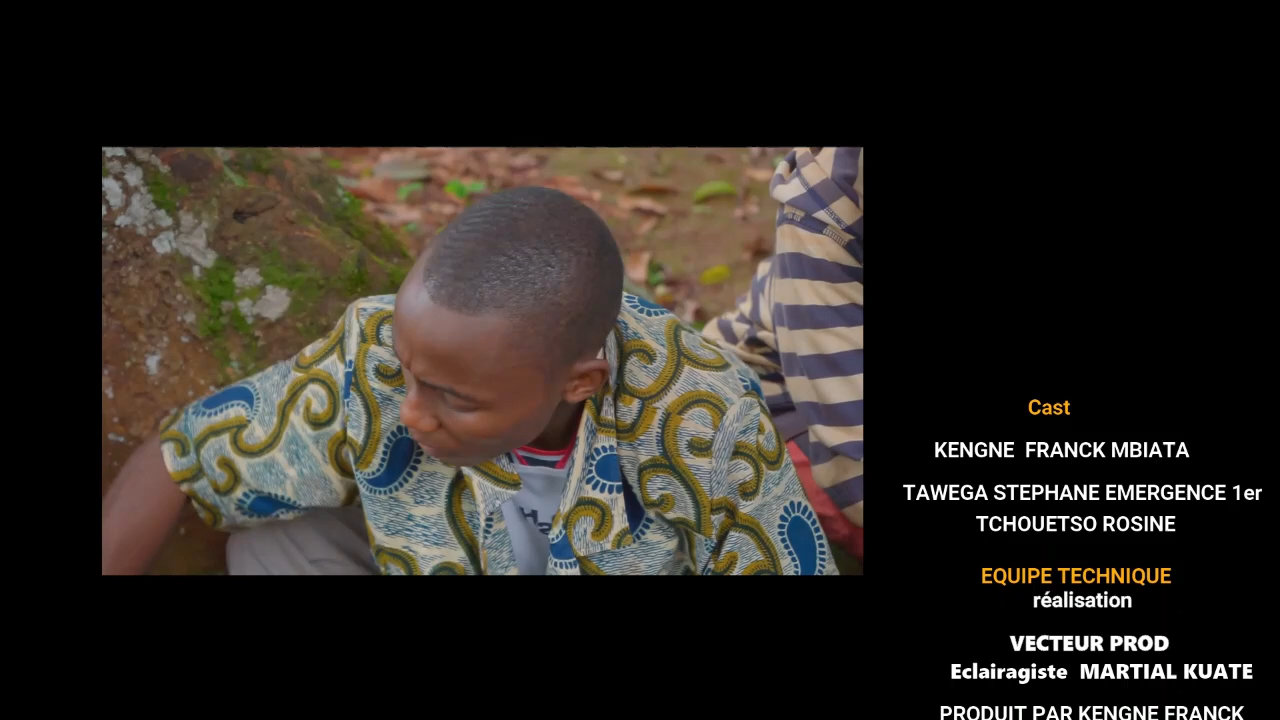 Cast
KENGNE FRANCK MBIATA
TAWEGA STEPHANE EMERGENCE 1er
TCHOUETSO ROSINE
EQUIPE TECHNIQUE
réalisation
VECTEUR PROD
Eclairagiste MARTIAL KUATE
PRODUIT PAR KENGNE FRANCK